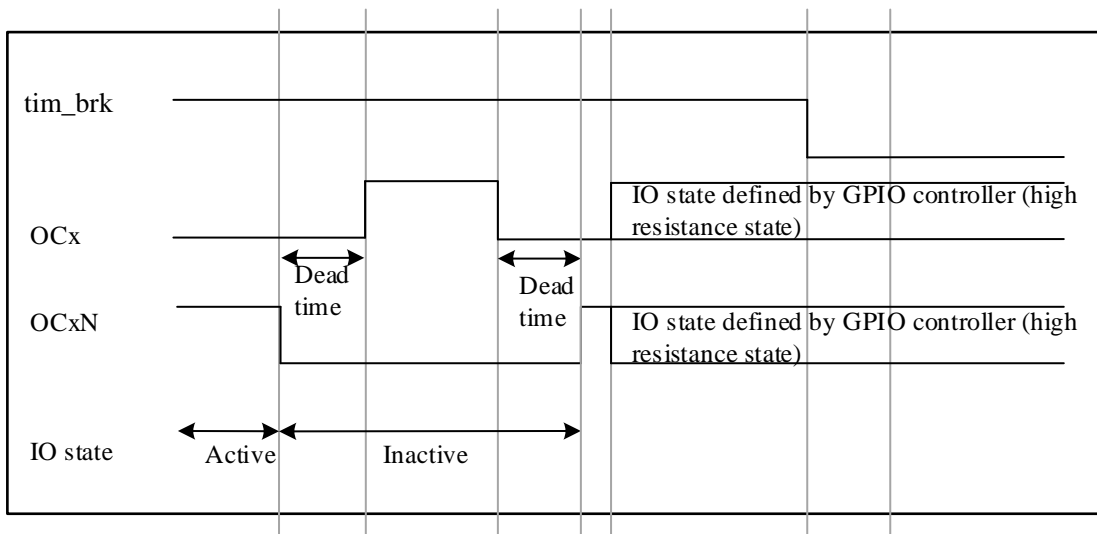 tim_brk
OCx
IO state defined by GPIO controller (high
resistance state)
Dead
time
Dead
time
OCxN
IO state defined by GPIO controller (high
resistance state)
IO state
Active
Inactive